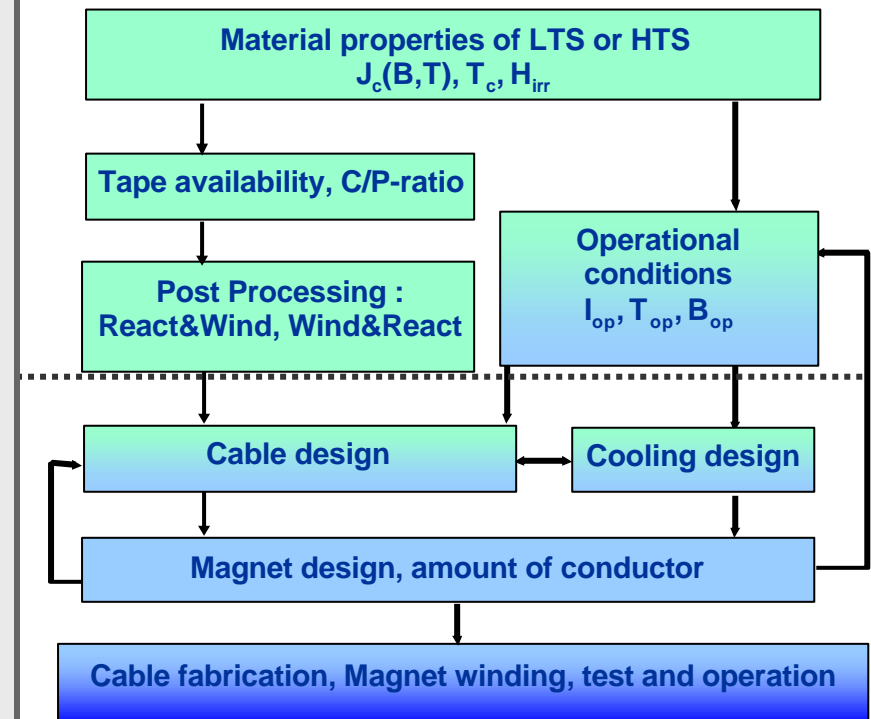 Material properties of LTS or HTS
Jc(B,T), Tc, Hirr
Tape availability, C/P-ratio
Operational
conditions
Iop, Top, Bop
Post Processing :
React&Wind, Wind&React
Cable design
Cooling design
Magnet design, amount of conductor
Cable fabrication, Magnet winding, test and operation